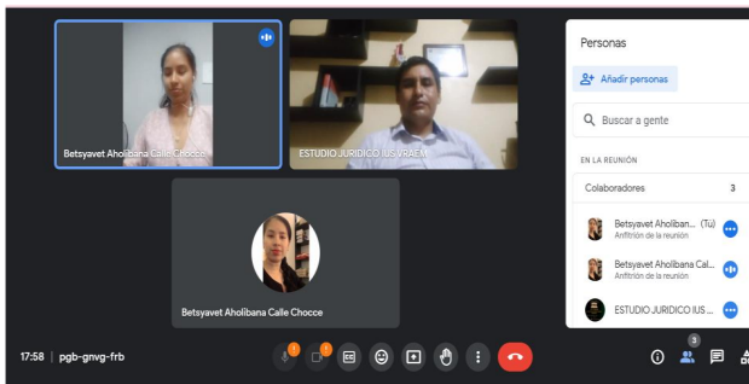 Betsyavet Aholibana Calle Chocce
ESTUDIO JURIDICO IUS VRAEM
Betsyavet Aholibana Calle Chocce
17:58 | pgb-gnvg-frb
Personas
Añadir personas
Buscar a gente
EN LA REUNIÓN
Colaboradores 3
Betsyavet Aholiban... (Tú)
Anfitrión de la reunión
Betsyavet Aholibana Cal...
Anfitrión de la reunión
ESTUDIO JURIDICO IUS ...
3